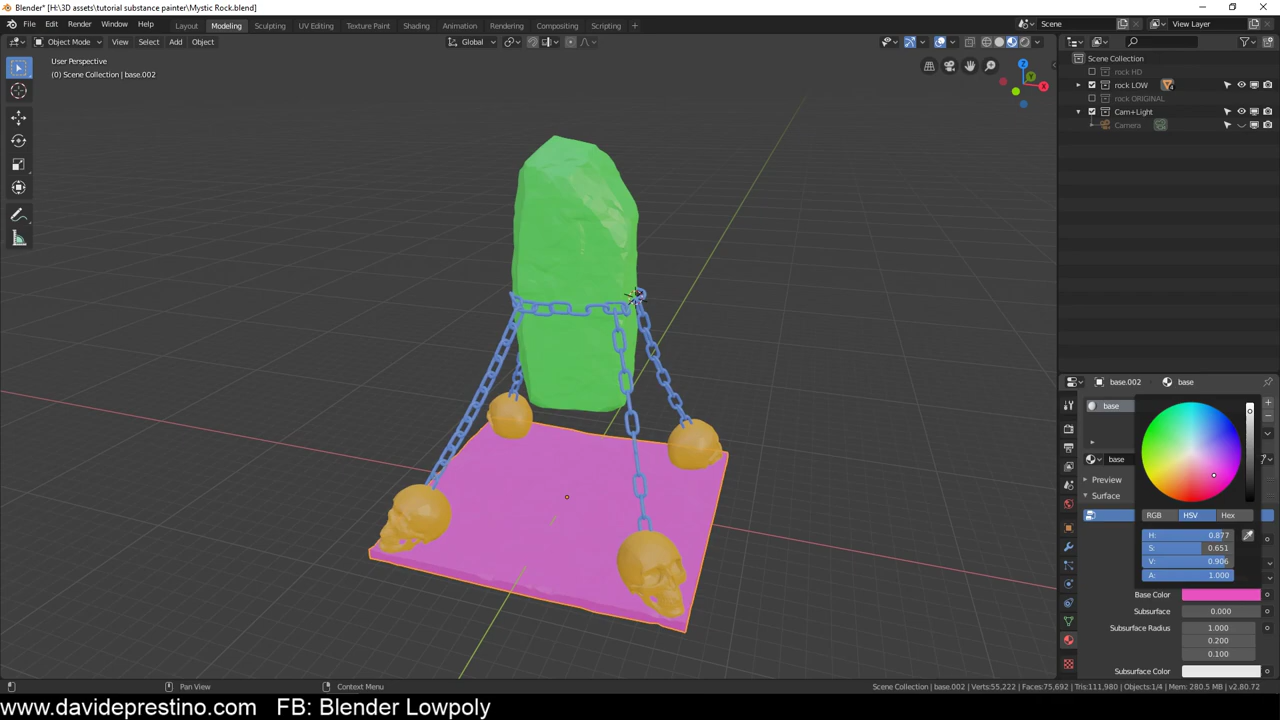 Blender* [H:\3D assets\tutorial substance painter\Mystic Rock.blend]
File Edit Render Window Help Layout Modeling Sculpting UV Editing Texture Paint Shading Animation Rendering Compositing Scripting + Scene View Layer
Object Mode View Select Add Object Global
User Perspective
(0) Scene Collection | base.002
Z
Y
X
Scene Collection
rock HD
rock LOW
rock ORIGINAL
Cam+Light
Camera
base.002 base
base
base
Preview
Surface
RGB HSV Hex
H: 0.877
S: 0.651
V: 0.906
A: 1.000
Base Color
Subsurface 0.000
Subsurface Radius 1.000
0.200
0.100
Subsurface Color
Pan View Context Menu Scene Collection | base.002 | Verts:55,222 | Faces:75,692 | Tris:111,980 | Objects:1/4 | Mem: 280.5 MB | v2.80.72
www.davideprestino.com FB: Blender Lowpoly